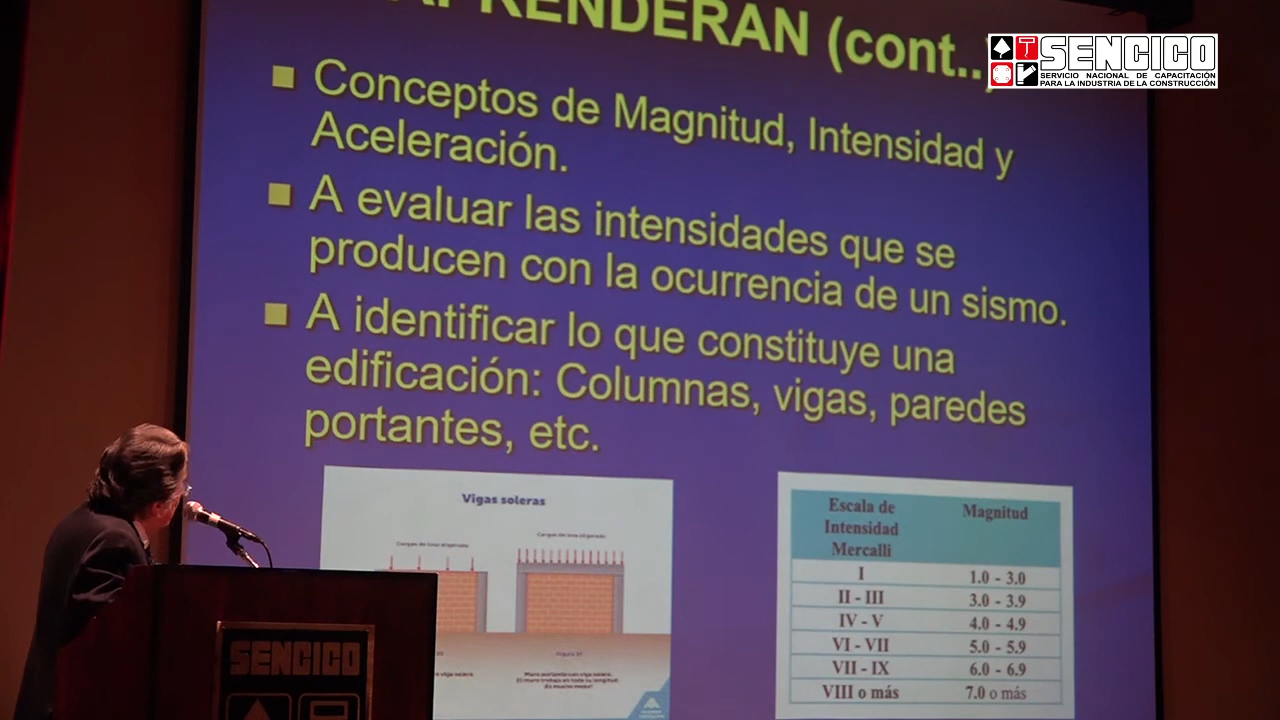 APRENDERAN (cont..)
Conceptos de Magnitud, Intensidad y
Aceleración.
A evaluar las intensidades que se
producen con la ocurrencia de un sismo.
A identificar lo que constituye una
edificación: Columnas, vigas, paredes
portantes, etc.
SENCICO
SERVICIO NACIONAL DE CAPACITACIÓN
PARA LA INDUSTRIA DE LA CONSTRUCCIÓN
Vigas soleras
Escala de Intensidad Mercalli Magnitud
I 1.0 - 3.0
II - III 3.0 - 3.9
IV - V 4.0 - 4.9
VI - VII 5.0 - 5.9
VII - IX 6.0 - 6.9
VIII o más 7.0 o más
SENCICO